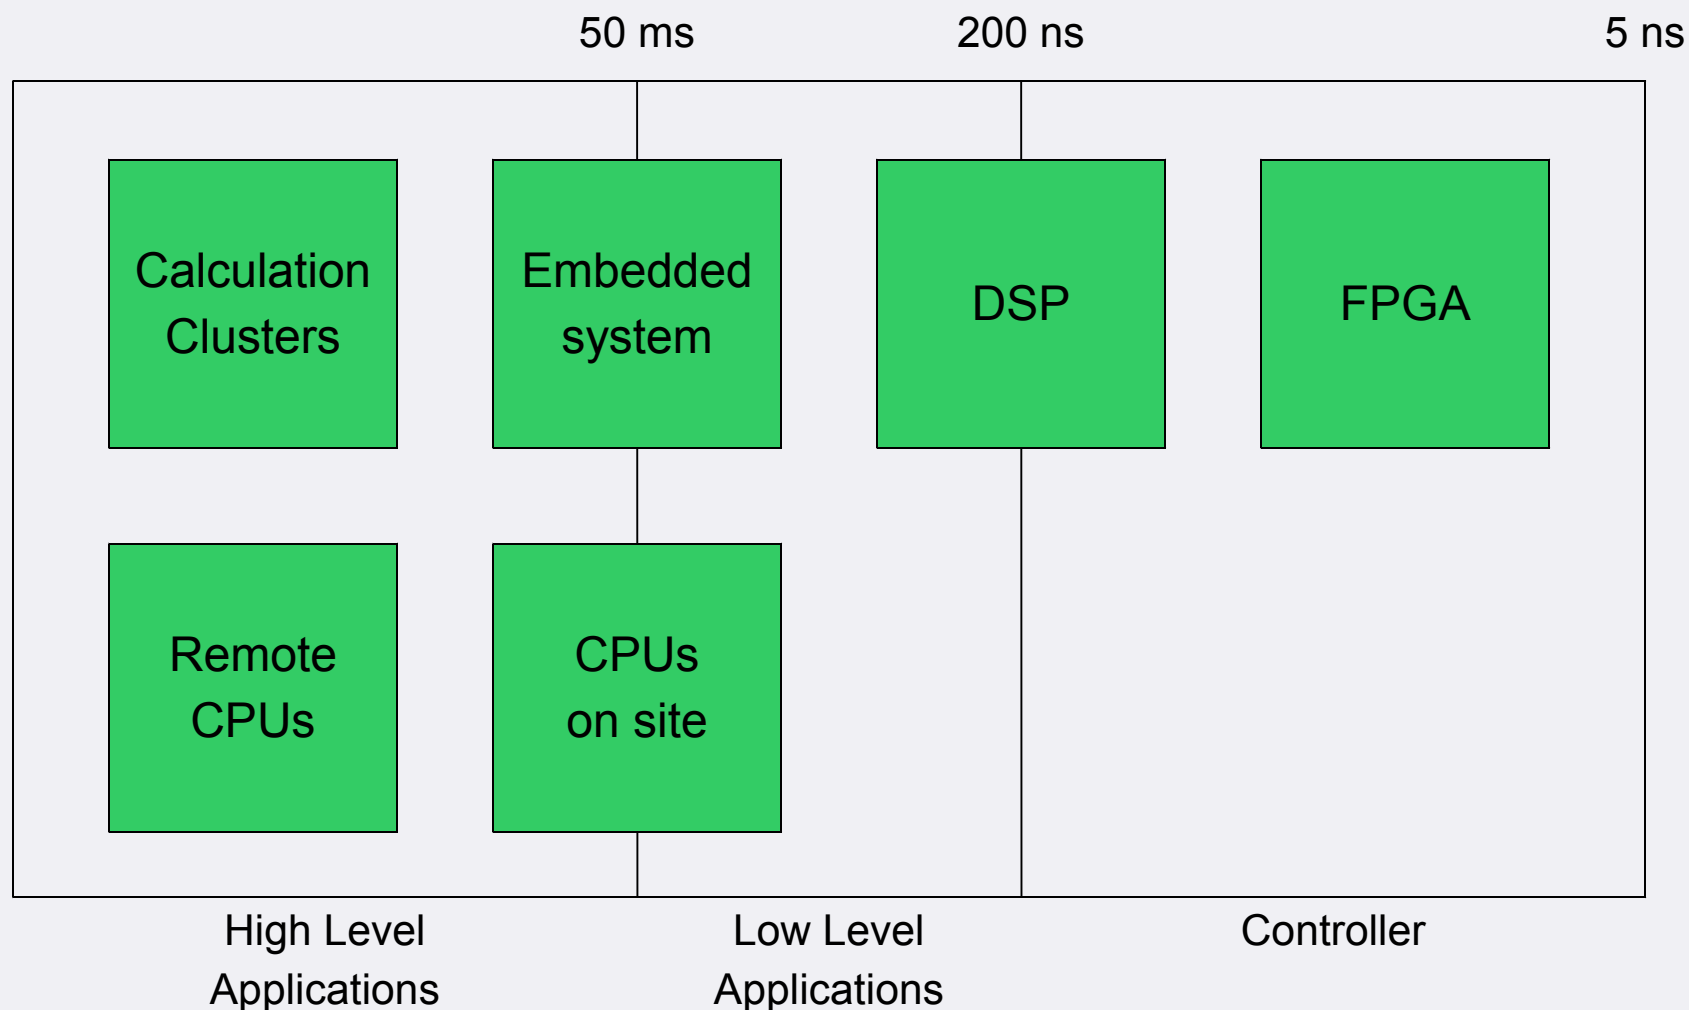 50 ms
200 ns
5 ns
Calculation
Clusters
Embedded
system
DSP
FPGA
Remote
CPUs
CPUs
on site
High Level
Applications
Low Level
Applications
Controller